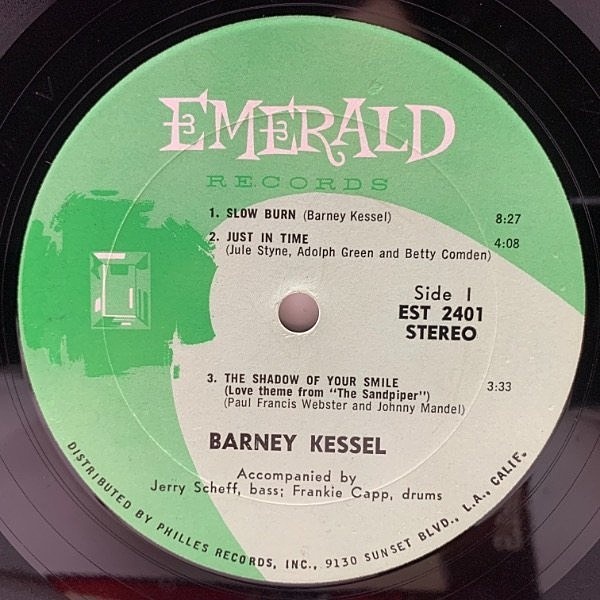 EMERALD
RECORDS
1. SLOW BURN (Barney Kessel) 8:27
2. JUST IN TIME 4:08
(Jule Styne, Adolph Green and Betty Comden)
Side 1
EST 2401
STEREO
3. THE SHADOW OF YOUR SMILE 3:33
(Love theme from "The Sandpiper")
(Paul Francis Webster and Johnny Mandel)
BARNEY KESSEL
Accompanied by
Jerry Scheff, bass; Frankie Capp, drums
DISTRIBUTED BY PHILLES RECORDS, INC., 9130 SUNSET BLVD., L.A., CALIF.